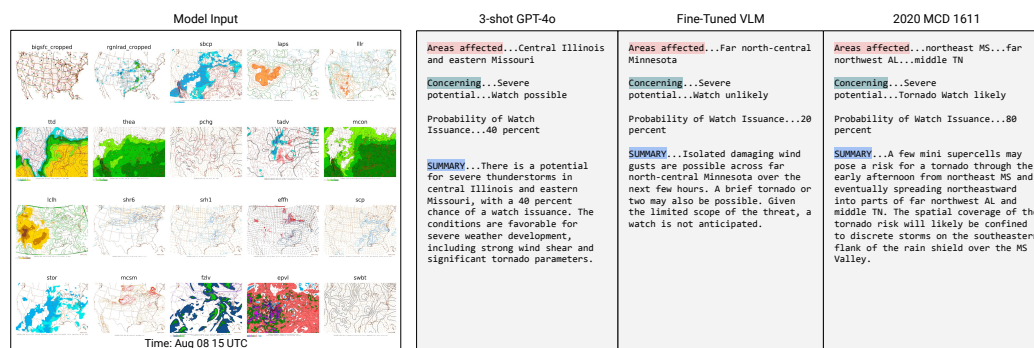 Model Input
3-shot GPT-4o
Fine-Tuned VLM
2020 MCD 1611
bigsfc_cropped
rgnlrad_cropped
sbcp
laps
lllr
ttd
thea
pchg
tadv
mcon
lclh
shr6
srh1
effh
scp
stor
mcsm
fzlv
epvl
swbt
Time: Aug 08 15 UTC
Areas affected...Central Illinois
and eastern Missouri
Concerning...Severe
potential...Watch possible
Probability of Watch
Issuance...40 percent
SUMMARY...There is a potential
for severe thunderstorms in
central Illinois and eastern
Missouri, with a 40 percent
chance of a watch issuance. The
conditions are favorable for
severe weather development,
including strong wind shear and
significant tornado parameters.
Areas affected...Far north-central
Minnesota
Concerning...Severe
potential...Watch unlikely
Probability of Watch Issuance...20
percent
SUMMARY...Isolated damaging wind
gusts are possible across far
north-central Minnesota over the
next few hours. A brief tornado or
two may also be possible. Given
the limited scope of the threat, a
watch is not anticipated.
Areas affected...northeast MS...far
northwest AL...middle TN
Concerning...Severe
potential...Tornado Watch likely
Probability of Watch Issuance...80
percent
SUMMARY...A few mini supercells may
pose a risk for a tornado through the
early afternoon from northeast MS and
eventually spreading northeastward
into parts of far northwest AL and
middle TN. The spatial coverage of the
tornado risk will likely be confined
to discrete storms on the southeastern
flank of the rain shield over the MS
Valley.